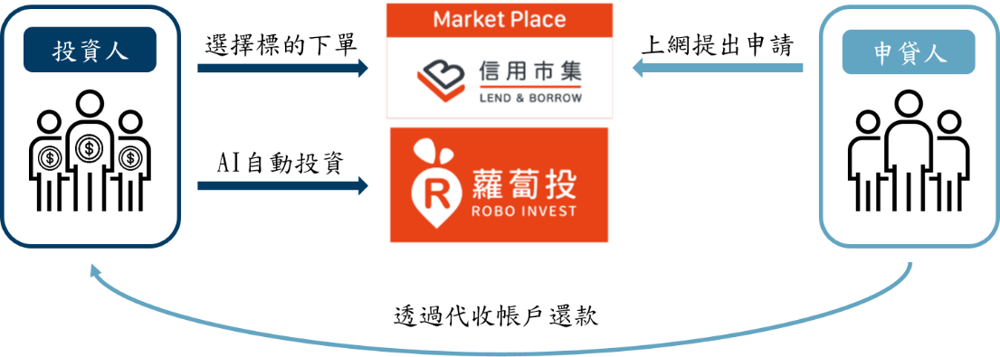 投資人
選擇標的下單
Market Place
信用市集
LEND & BORROW
上網提出申請
申貸人
$ $ $
AI自動投資
R
蘿蔔投
ROBO INVEST
透過代收帳戶還款